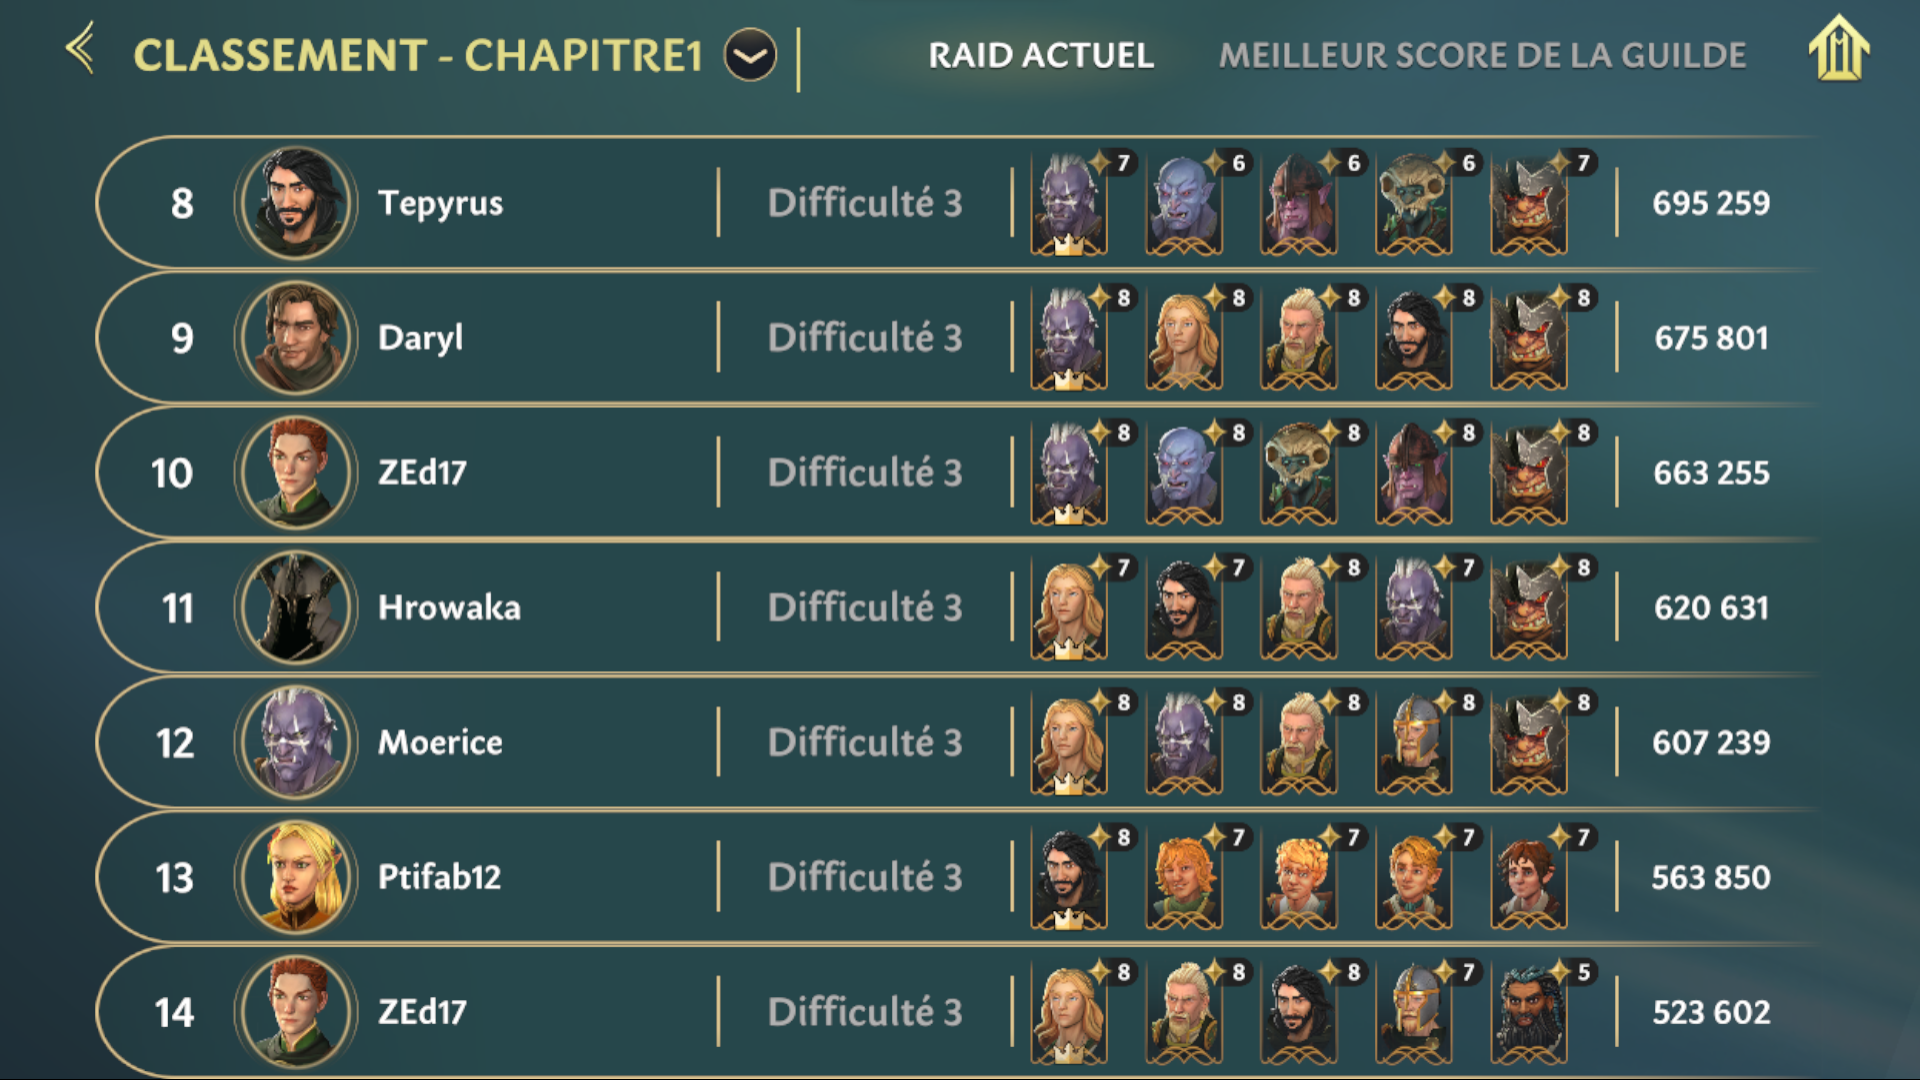 CLASSEMENT - CHAPITRE1
RAID ACTUEL
MEILLEUR SCORE DE LA GUILDE
8 Tepyrus Difficulté 3 7 6 6 6 7 695 259
9 Daryl Difficulté 3 8 8 8 8 8 675 801
10 ZEd17 Difficulté 3 8 8 8 8 8 663 255
11 Hrowaka Difficulté 3 7 7 8 7 8 620 631
12 Moerice Difficulté 3 8 8 8 8 8 607 239
13 Ptifab12 Difficulté 3 8 7 7 7 7 563 850
14 ZEd17 Difficulté 3 8 8 8 7 5 523 602